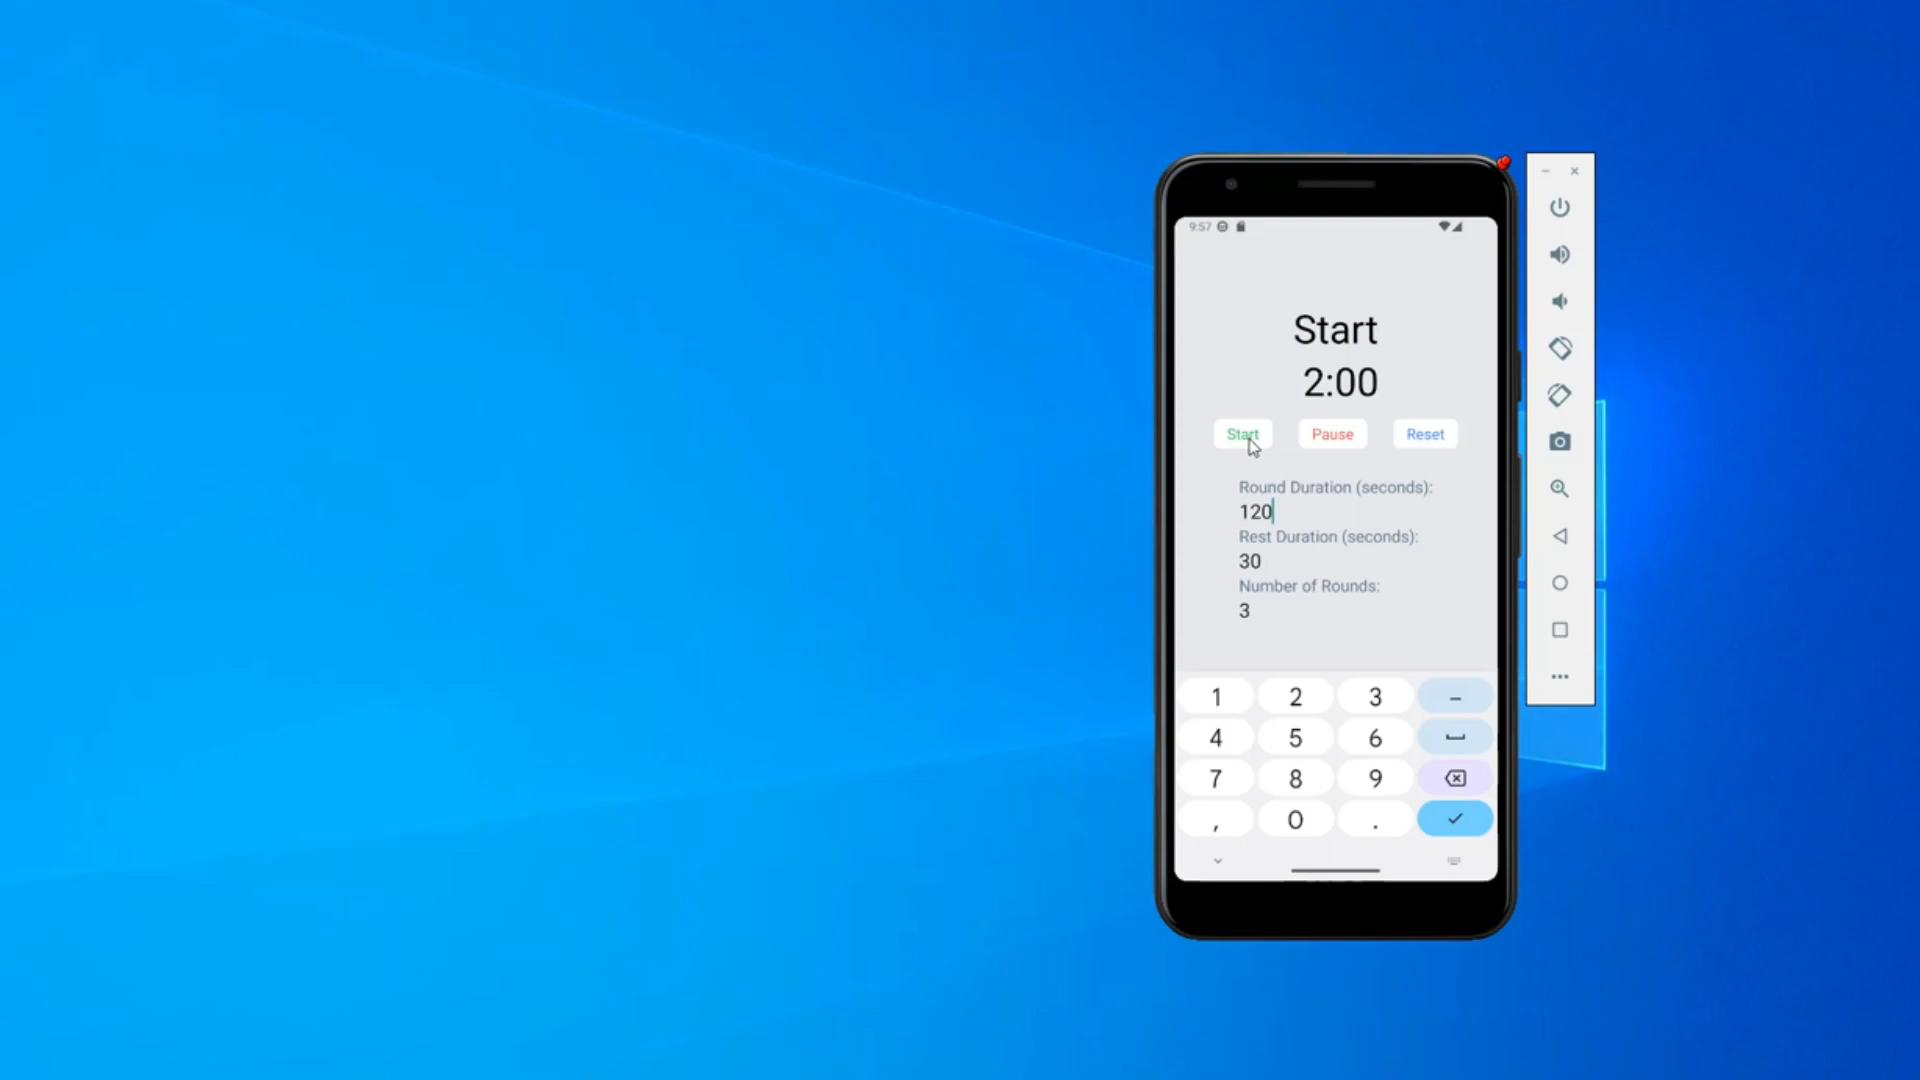 9:57
Start
2:00
Start Pause Reset
Round Duration (seconds):
120
Rest Duration (seconds):
30
Number of Rounds:
3
1 2 3 –
4 5 6
7 8 9
, 0 .